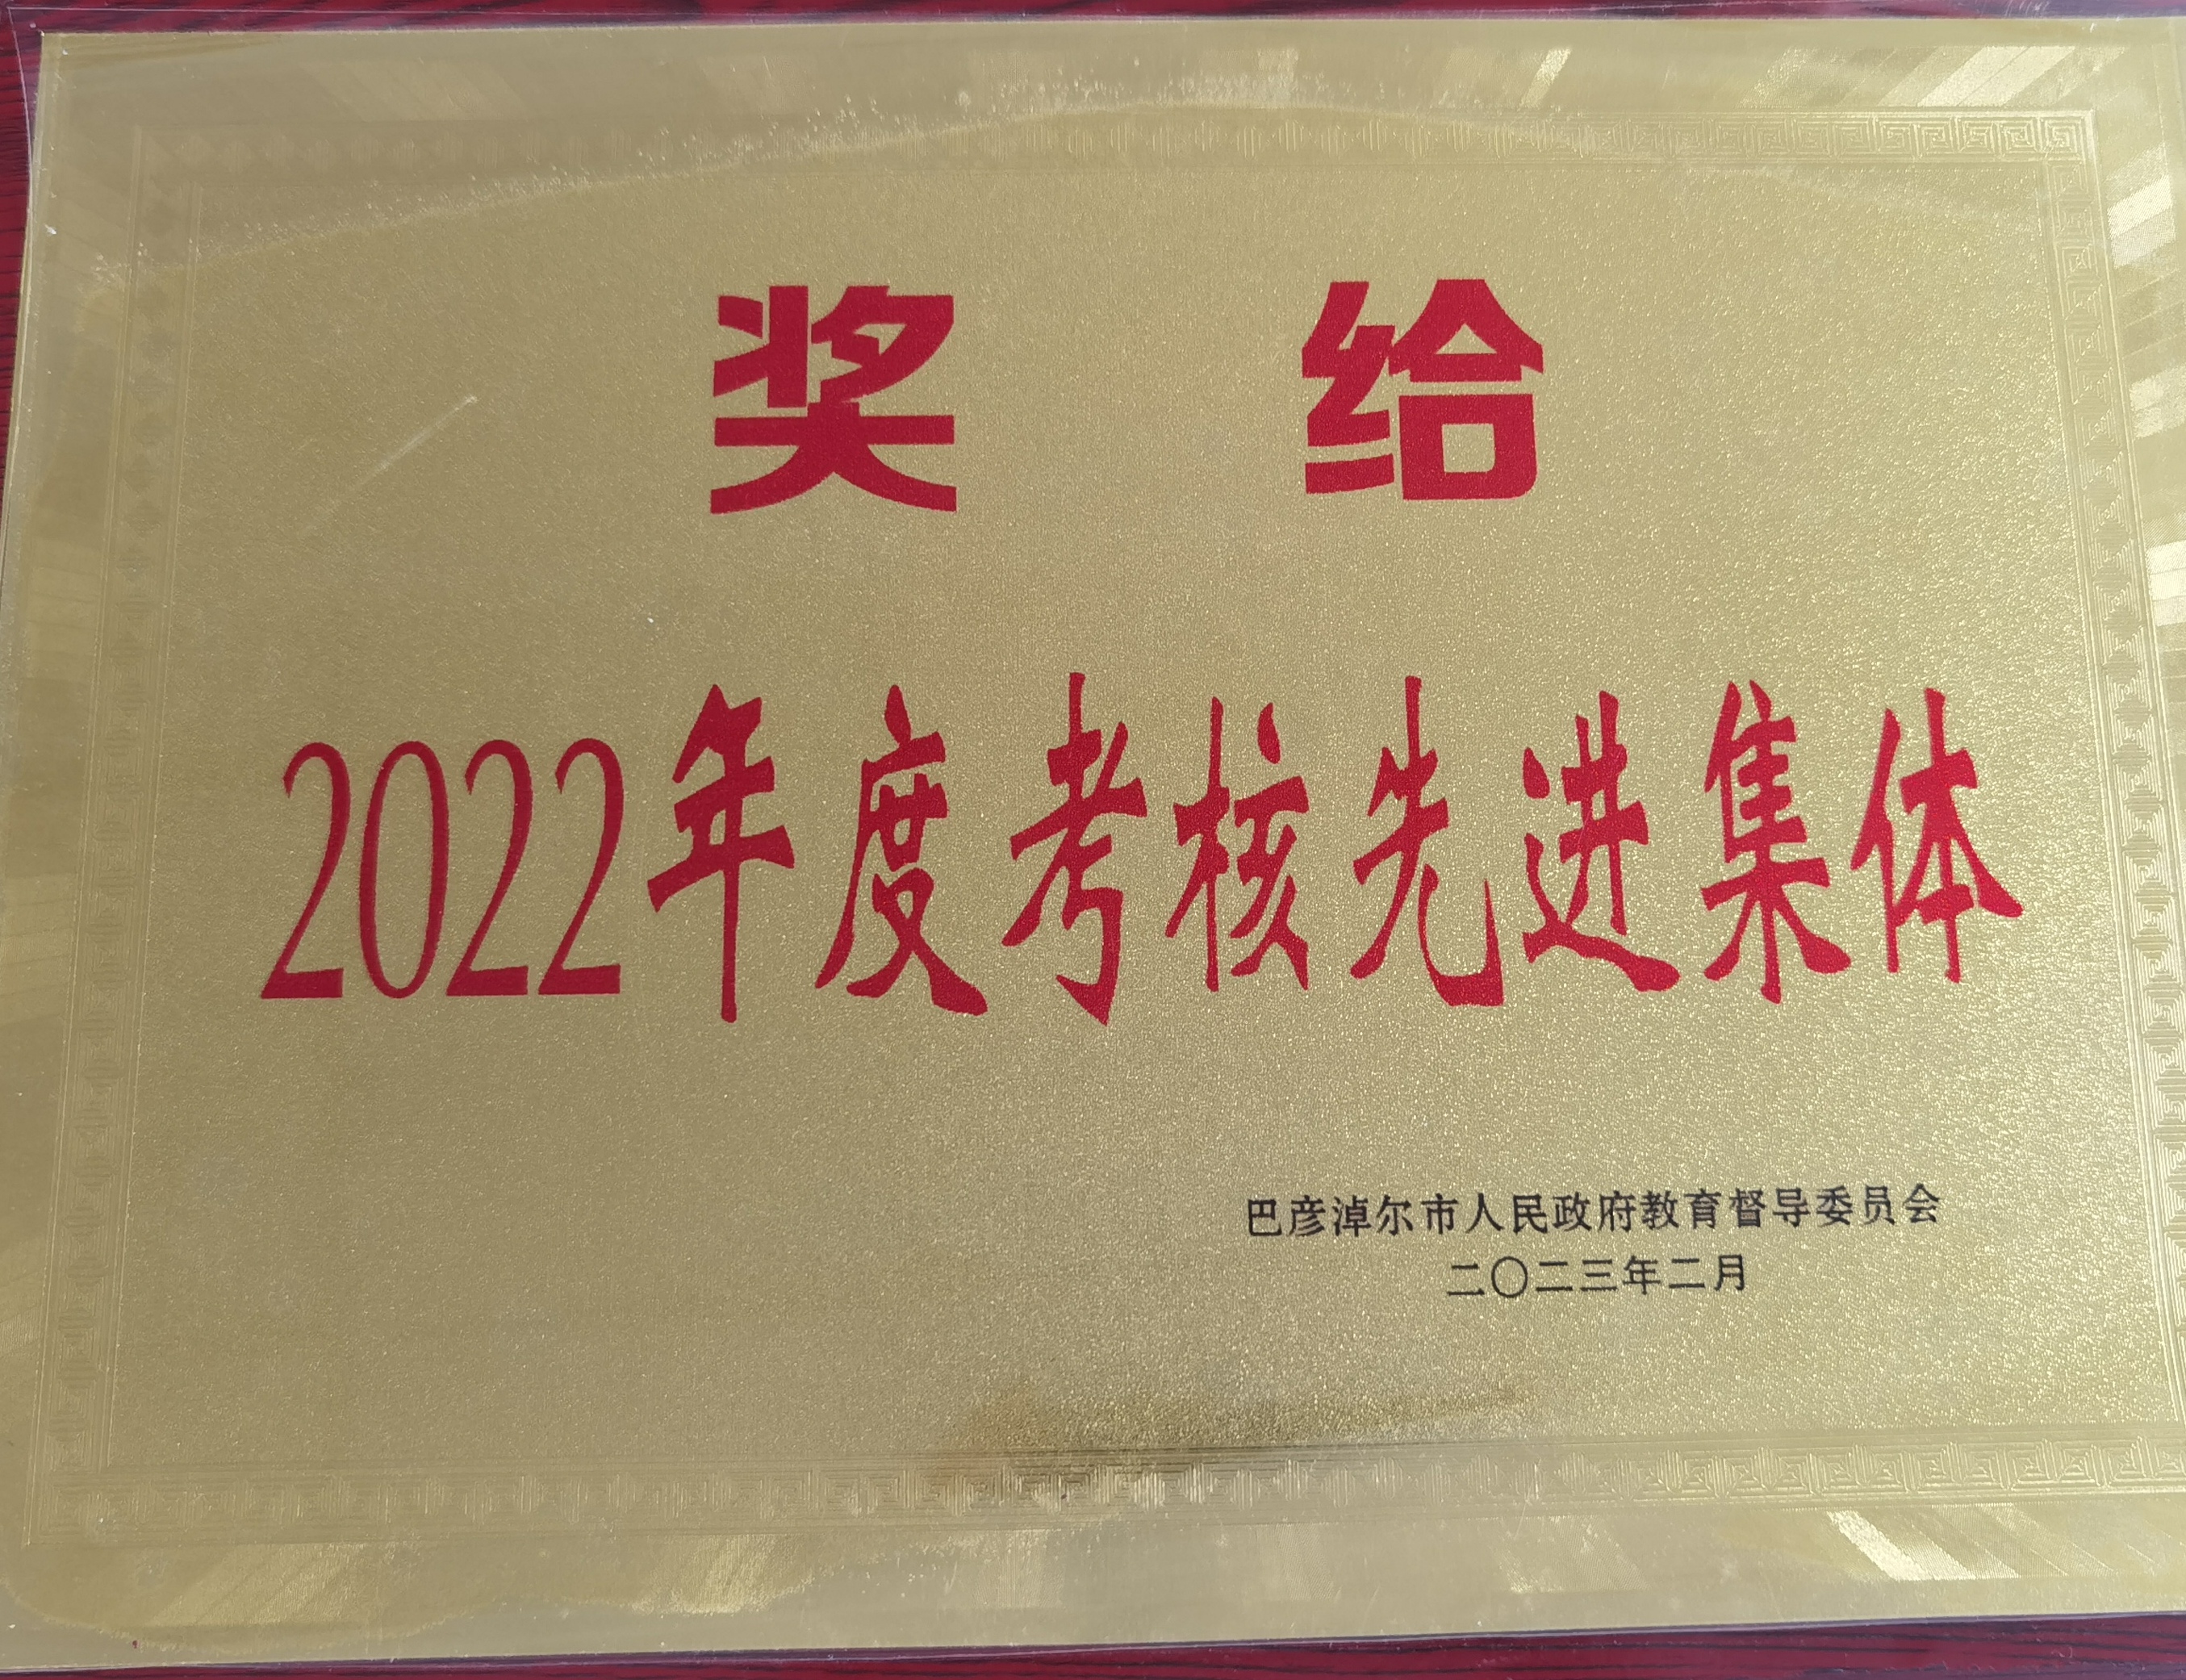 奖给
2022年度考核先进集体
巴彦淖尔市人民政府教育督导委员会
二〇二三年二月